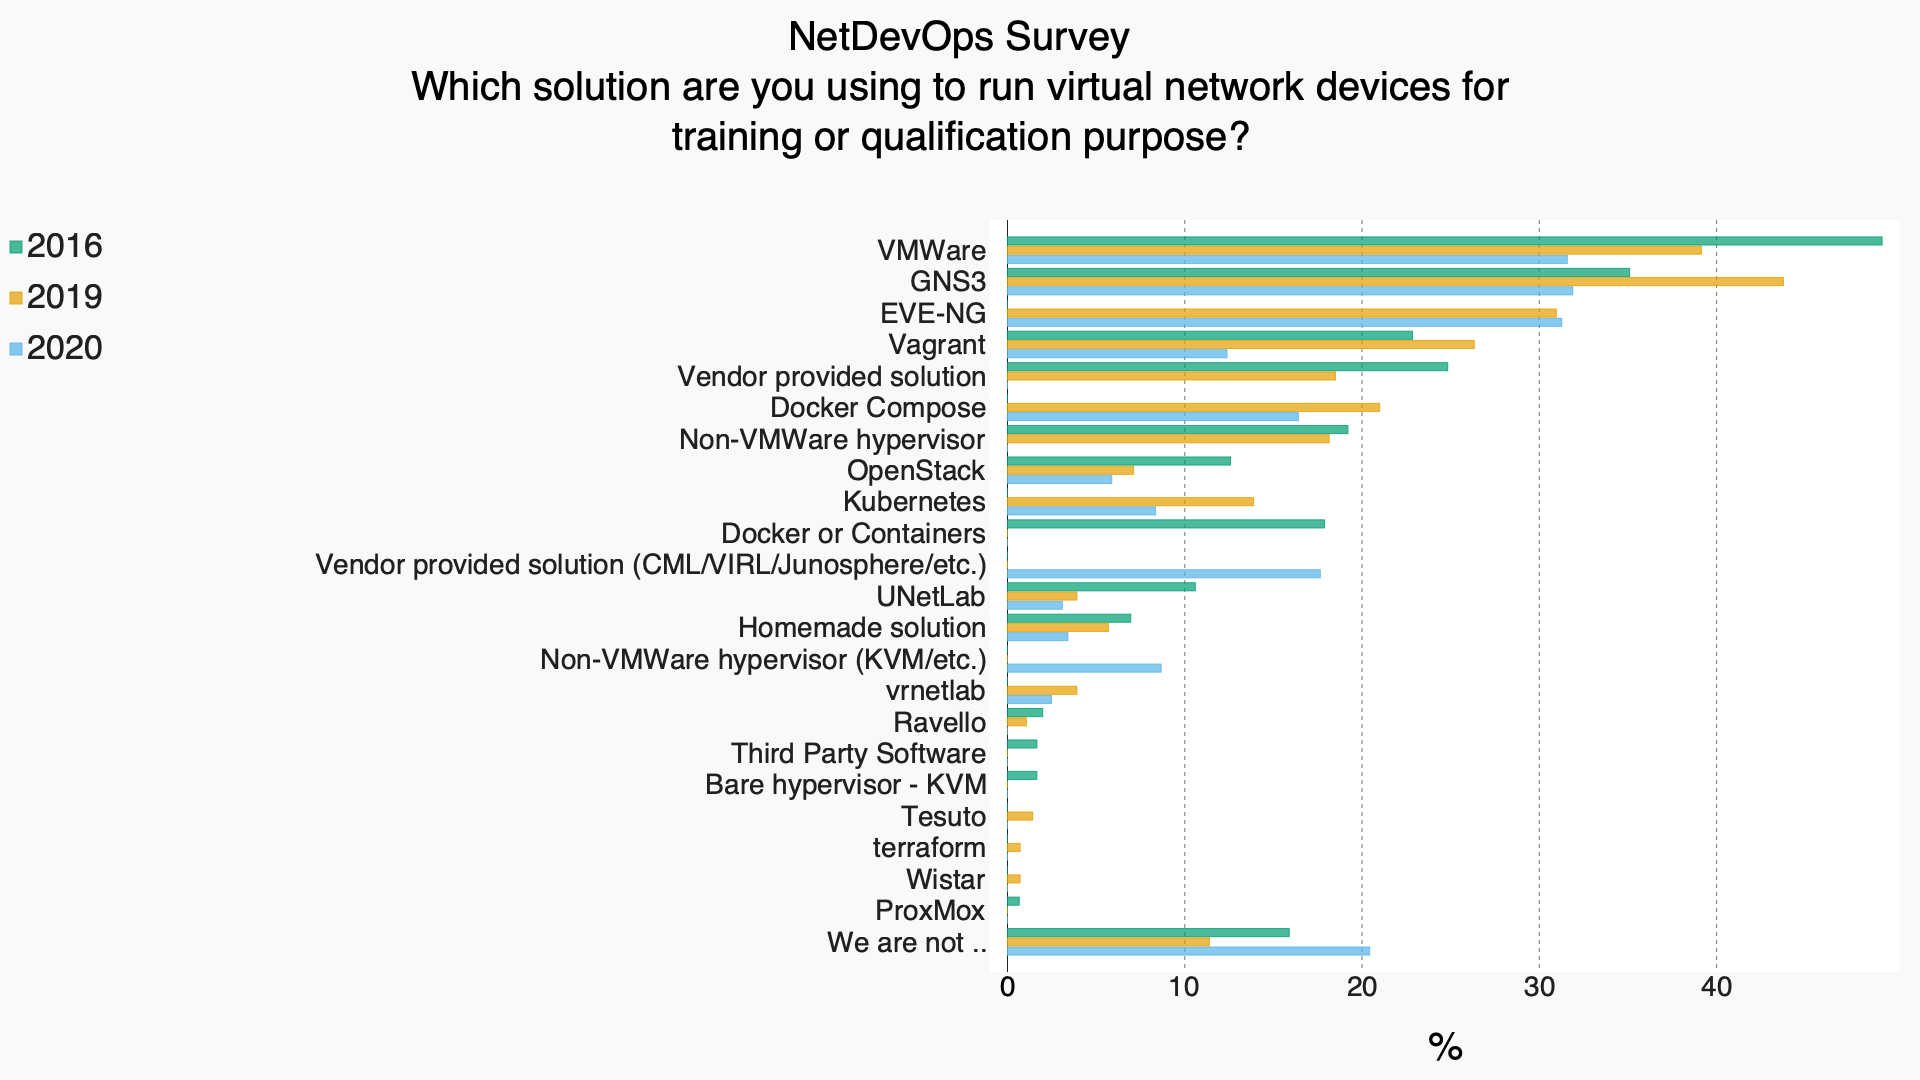 NetDevOps Survey
Which solution are you using to run virtual network devices for
training or qualification purpose?
2016
2019
2020
VMWare
GNS3
EVE-NG
Vagrant
Vendor provided solution
Docker Compose
Non-VMWare hypervisor
OpenStack
Kubernetes
Docker or Containers
Vendor provided solution (CML/VIRL/Junosphere/etc.)
UNetLab
Homemade solution
Non-VMWare hypervisor (KVM/etc.)
vrnetlab
Ravello
Third Party Software
Bare hypervisor - KVM
Tesuto
terraform
Wistar
ProxMox
We are not ..
0 10 20 30 40
%